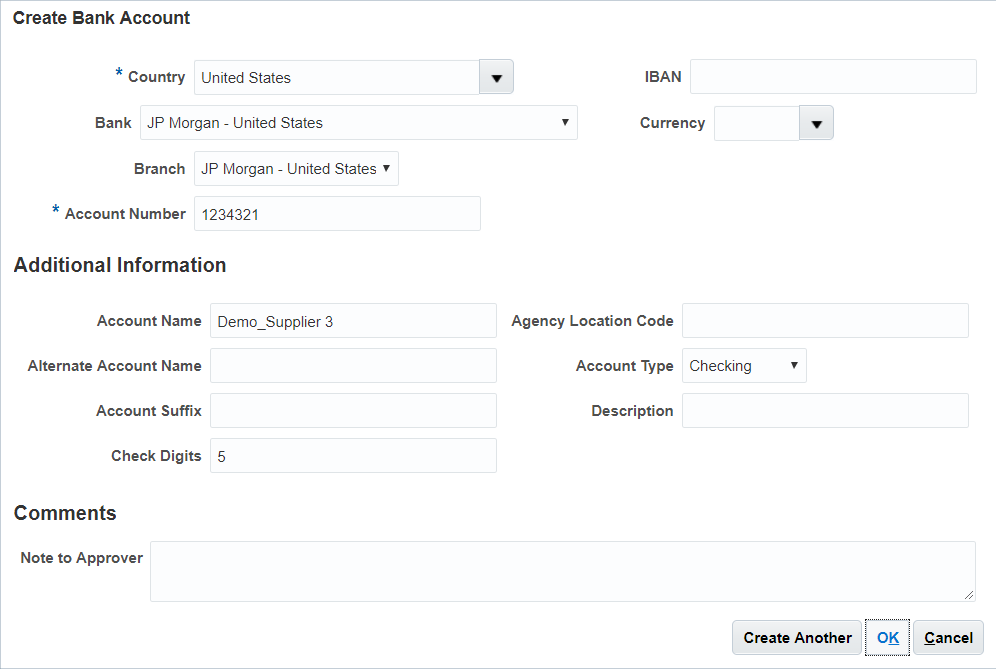 Create Bank Account
* Country United States IBAN
Bank JP Morgan - United States Currency
Branch JP Morgan - United States
* Account Number 1234321
Additional Information
Account Name Demo_Supplier 3 Agency Location Code
Alternate Account Name Account Type Checking
Account Suffix Description
Check Digits 5
Comments
Note to Approver
Create Another OK Cancel